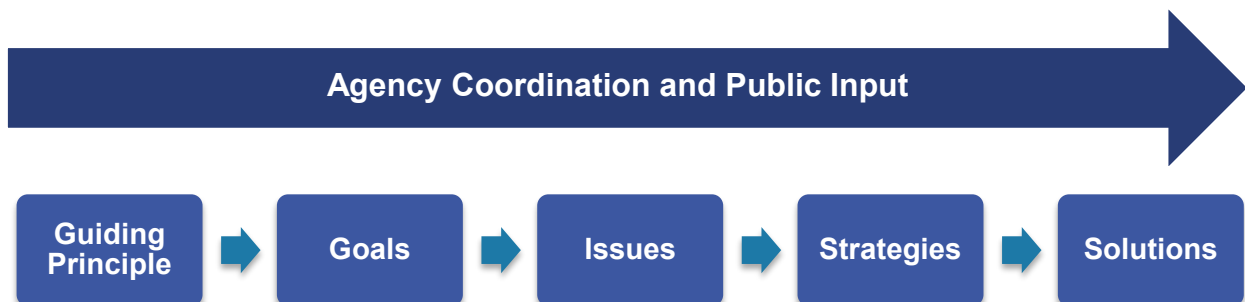 Agency Coordination and Public Input
Guiding
Principle
Goals
Issues
Strategies
Solutions